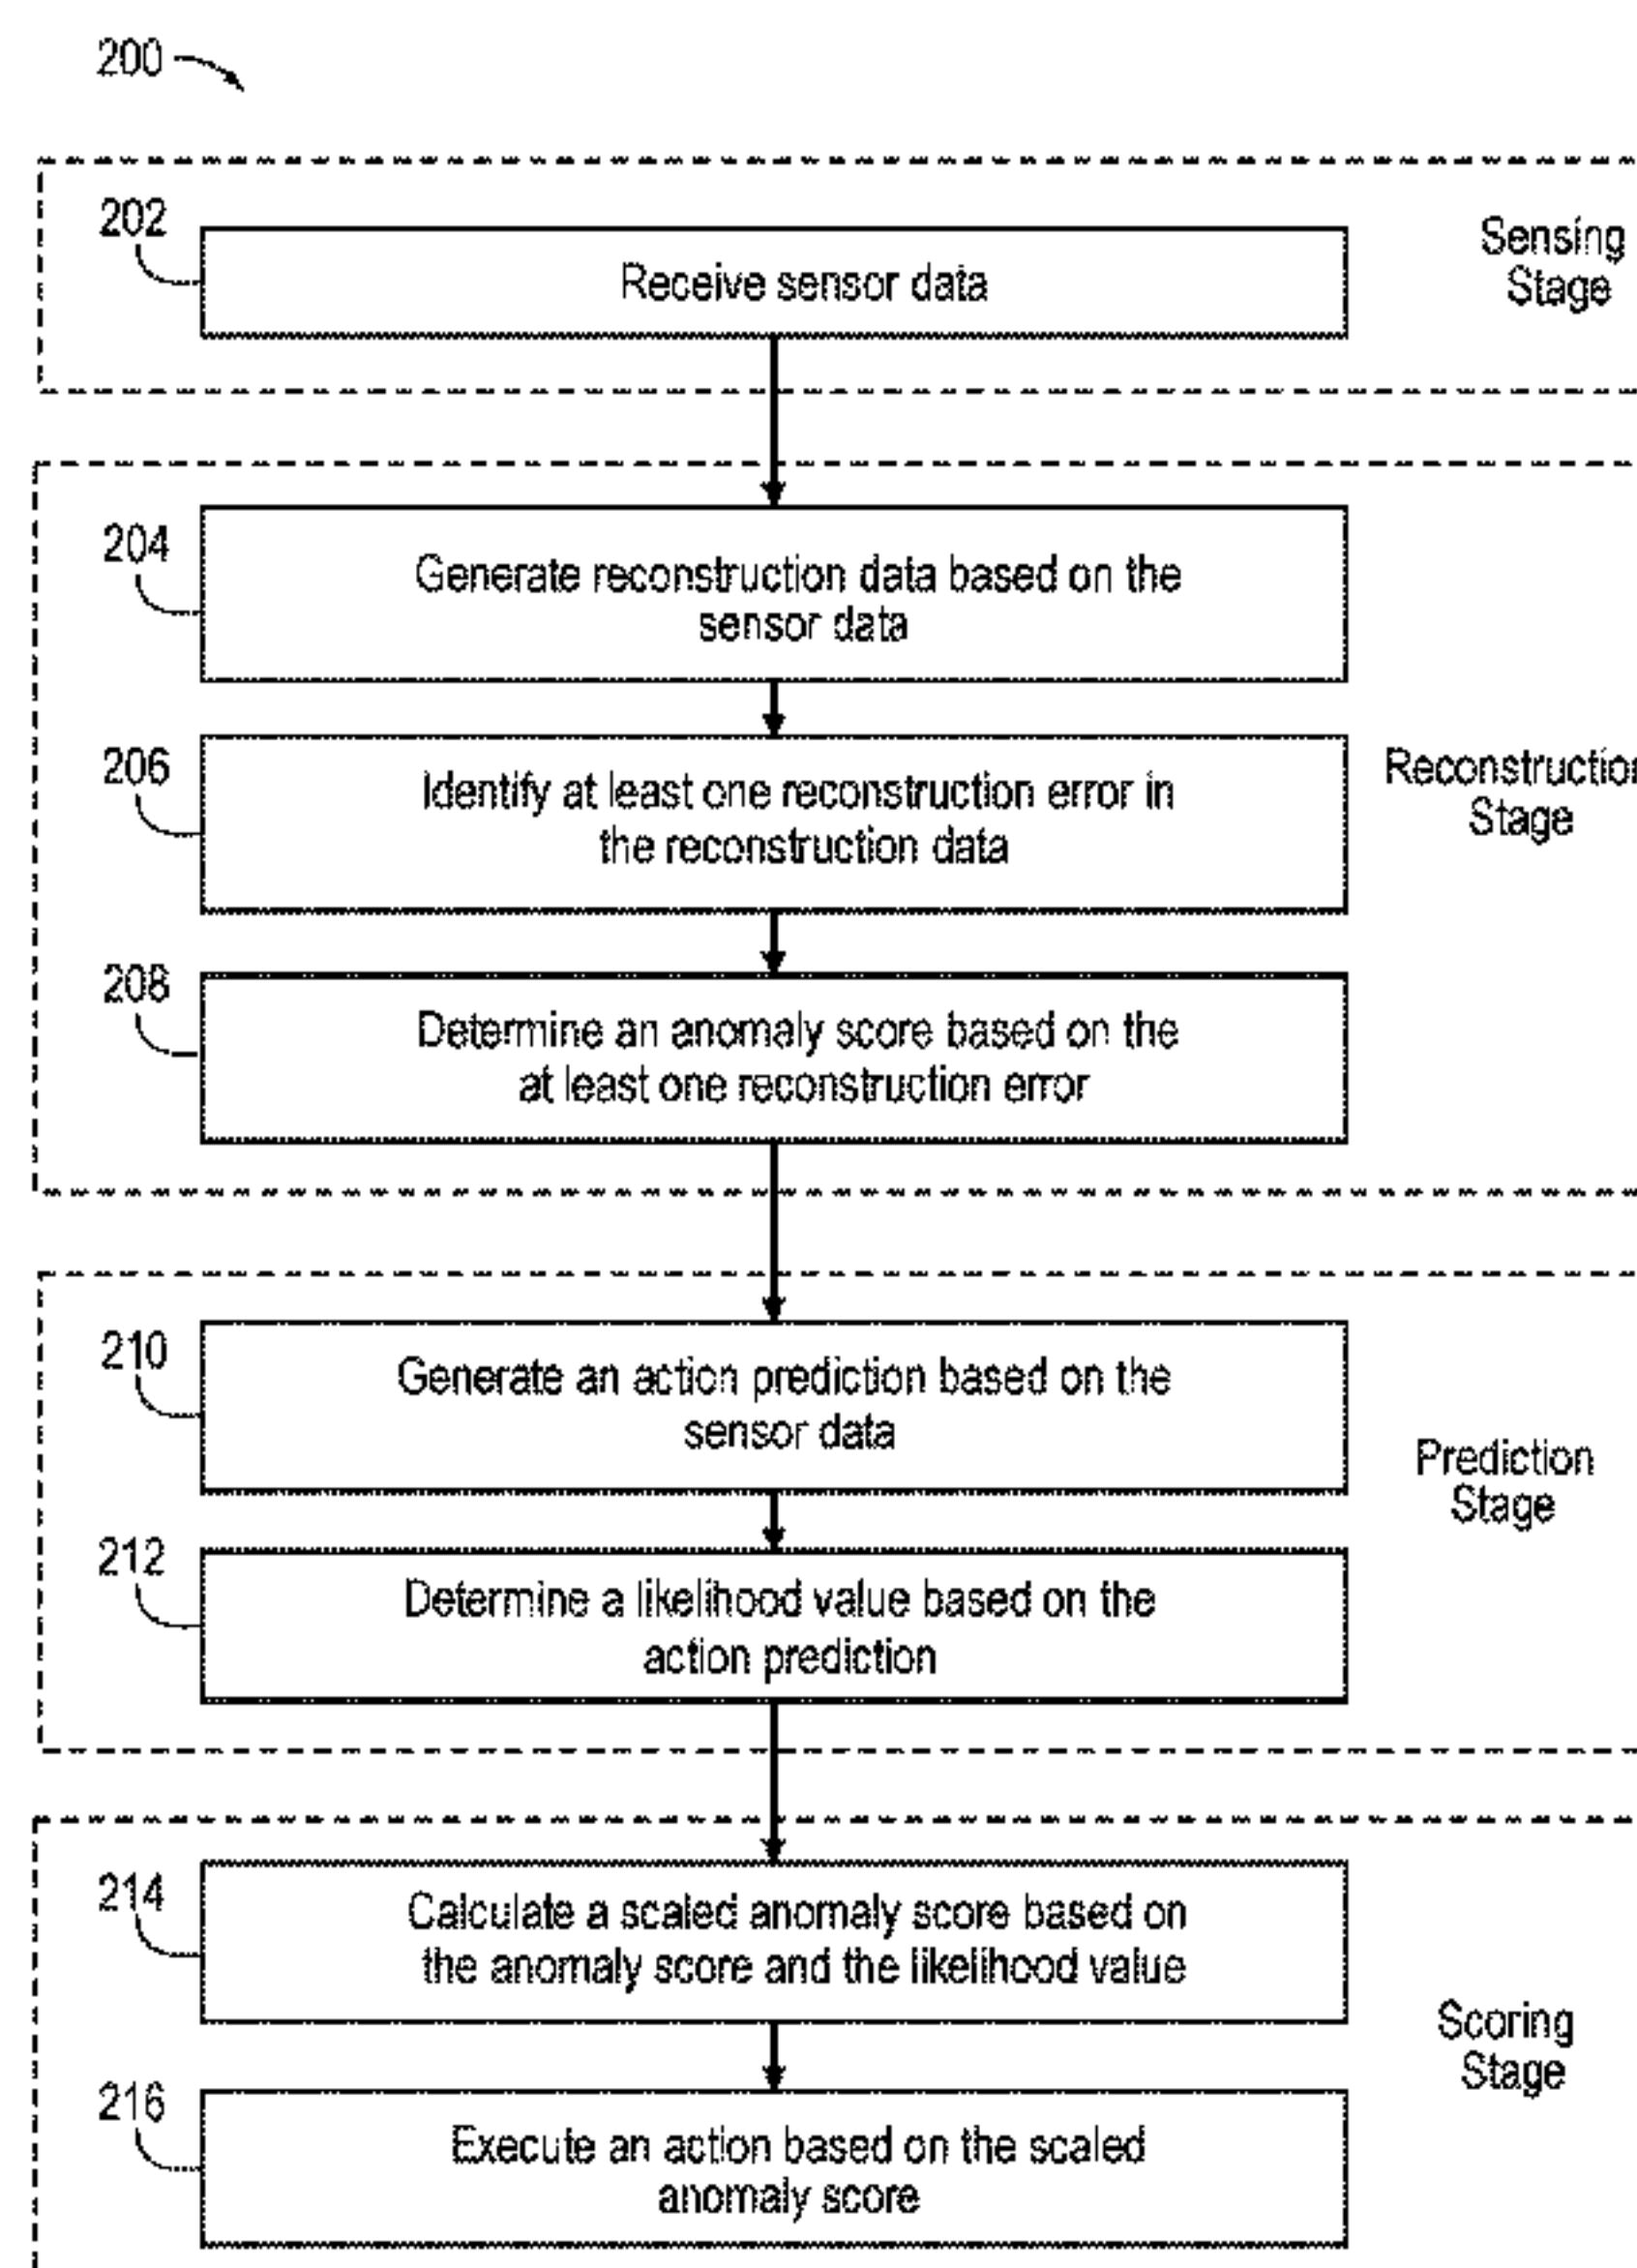 200
202
Receive sensor data
Sensing
Stage
204
Generate reconstruction data based on the
sensor data
206
Identify at least one reconstruction error in
the reconstruction data
Reconstruction
Stage
208
Determine an anomaly score based on the
at least one reconstruction error
210
Generate an action prediction based on the
sensor data
Prediction
Stage
212
Determine a likelihood value based on the
action prediction
214
Calculate a scaled anomaly score based on
the anomaly score and the likelihood value
Scoring
Stage
216
Execute an action based on the scaled
anomaly score